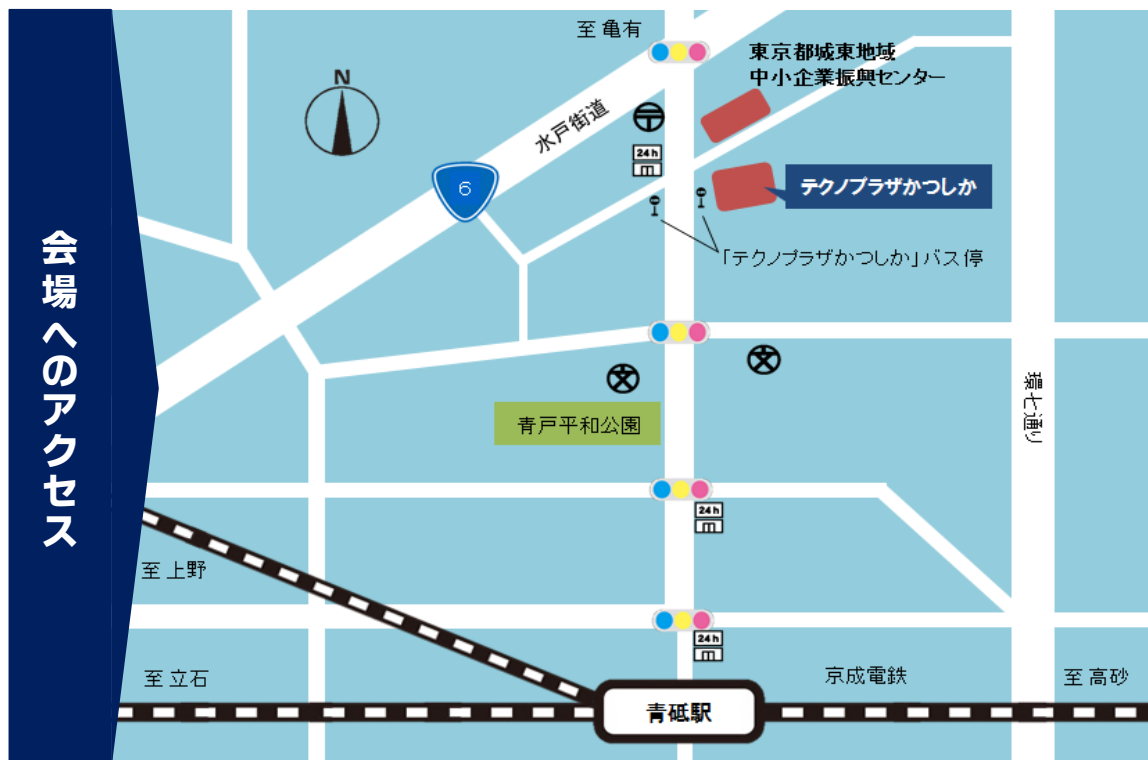 会場へのアクセス
至 亀有
東京都城東地域
中小企業振興センター
N
水戸街道
24h
6
テクノプラザかつしか
「テクノプラザかつしか」バス停
環七通り
青戸平和公園
24h
至 上野
24h
至 立石
京成電鉄
至 高砂
青砥駅